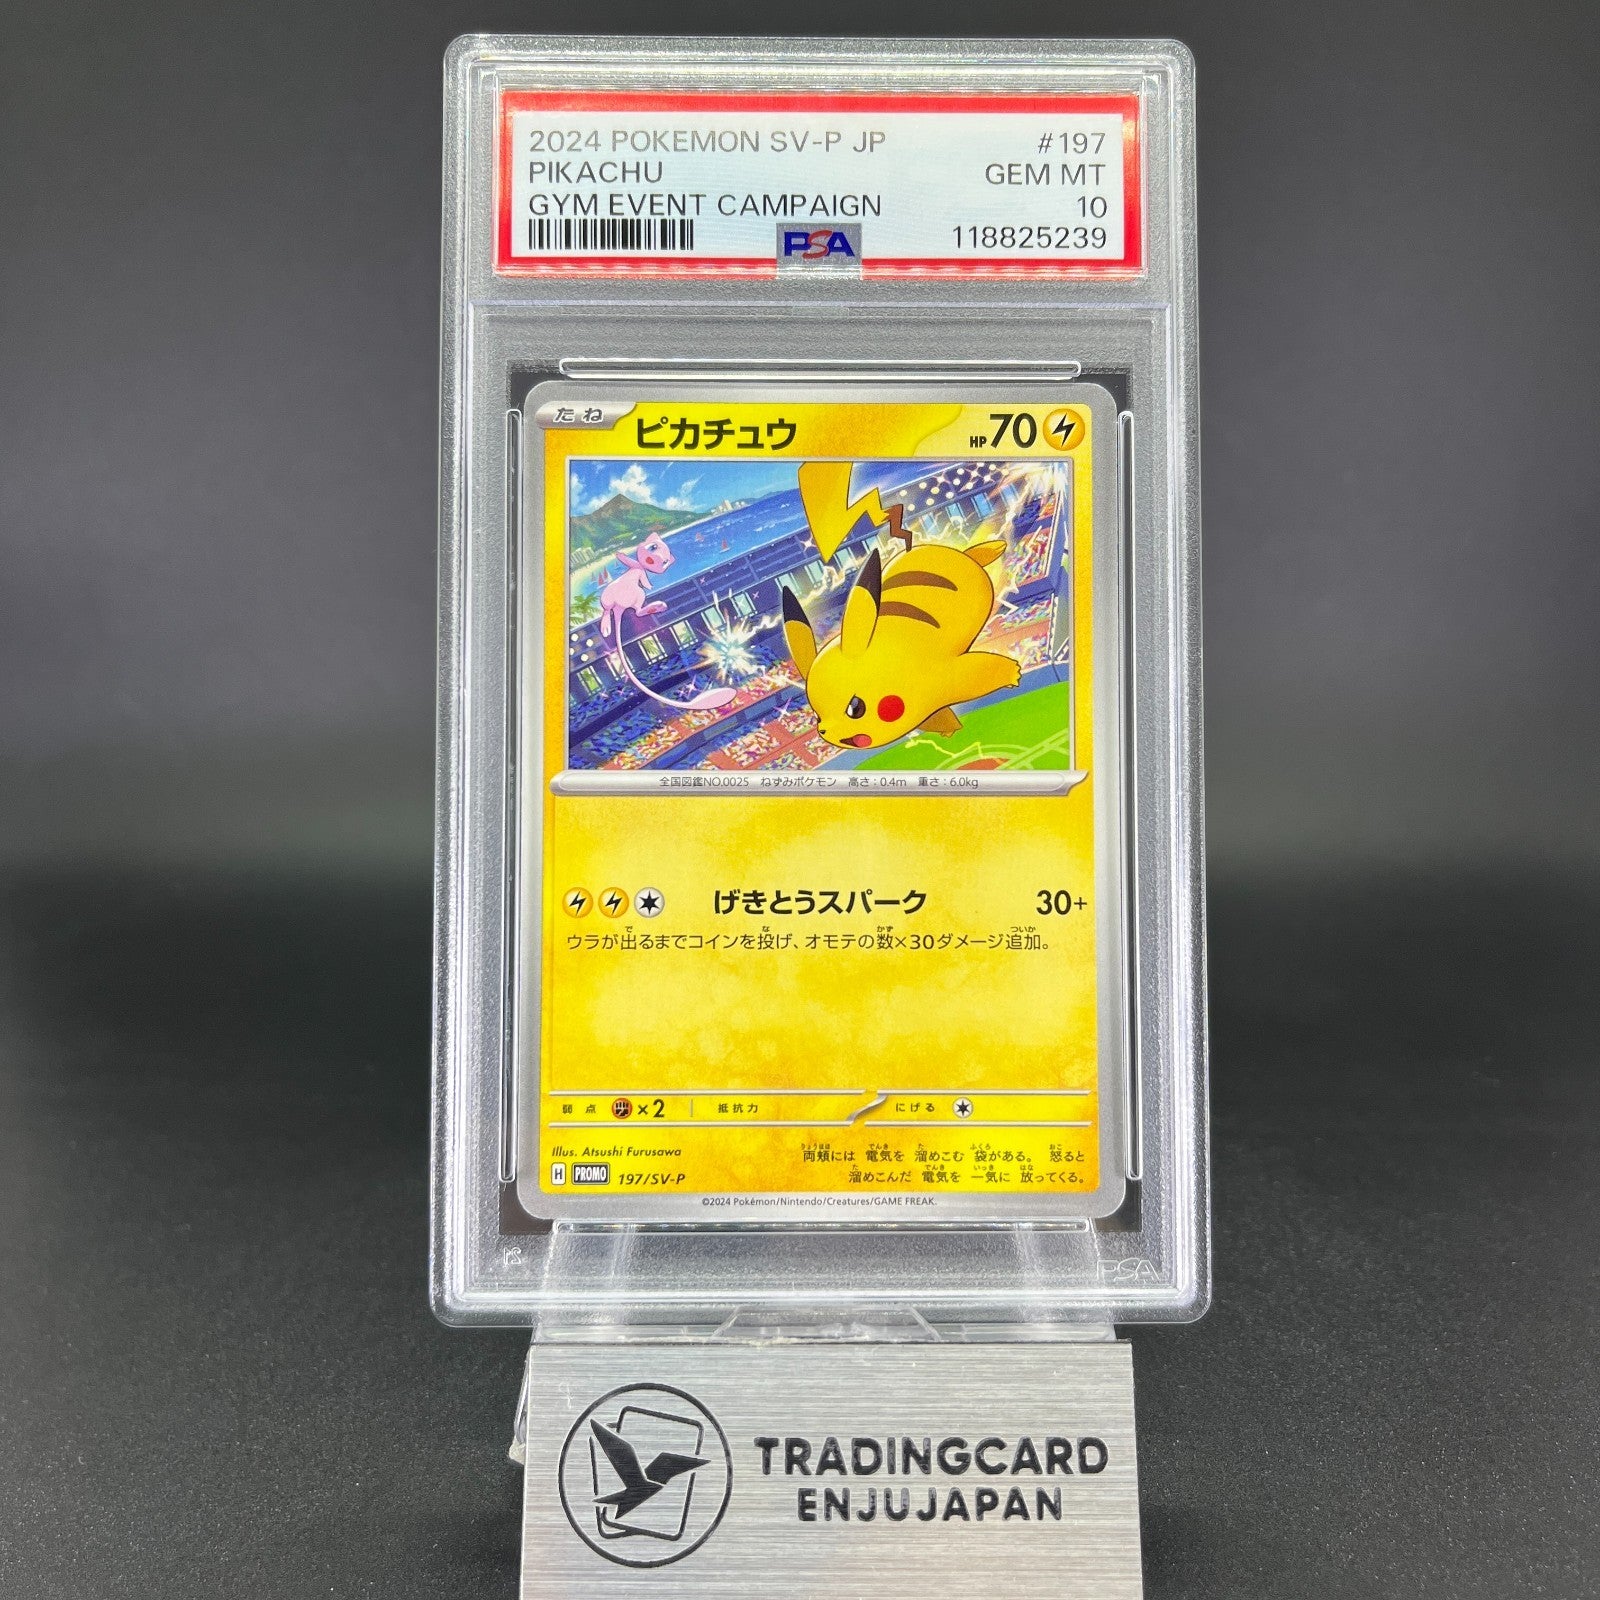 2024 POKEMON SV-P JP #197
PIKACHU GEM MT
GYM EVENT CAMPAIGN 10
PSA 118825239
たね ピカチュウ HP70
全国図鑑NO.0025 ねずみポケモン 高さ:0.4m 重さ:6.0kg
げきとうスパーク 30+
ウラが出るまでコインを投げ、オモテの数×30ダメージ追加。
弱点 ×2 抵抗力 にげる
Illus. Atsushi Furusawa
両頬には 電気を 溜めこむ 袋がある。 怒ると
溜めこんだ 電気を 一気に 放ってくる。
H PROMO 197/SV-P
©2024 Pokémon/Nintendo/Creatures/GAME FREAK.
PSA
TRADINGCARD
ENJUJAPAN